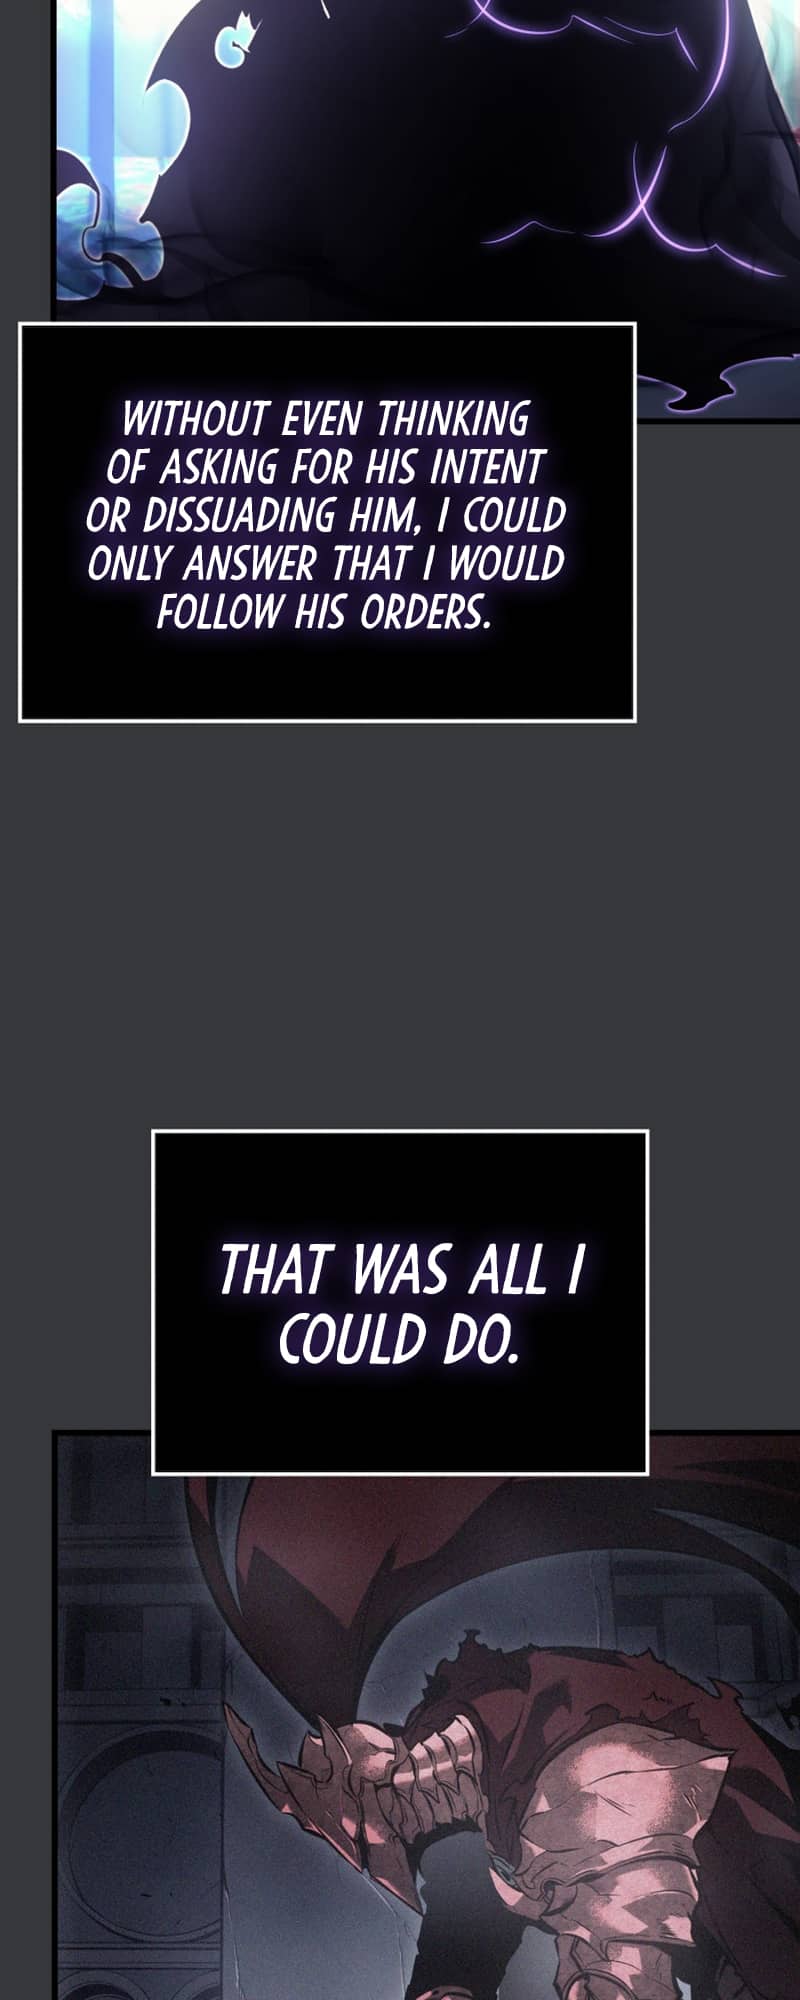 WITHOUT EVEN THINKING
OF ASKING FOR HIS INTENT
OR DISSUADING HIM, I COULD
ONLY ANSWER THAT I WOULD
FOLLOW HIS ORDERS.
THAT WAS ALL I
COULD DO.